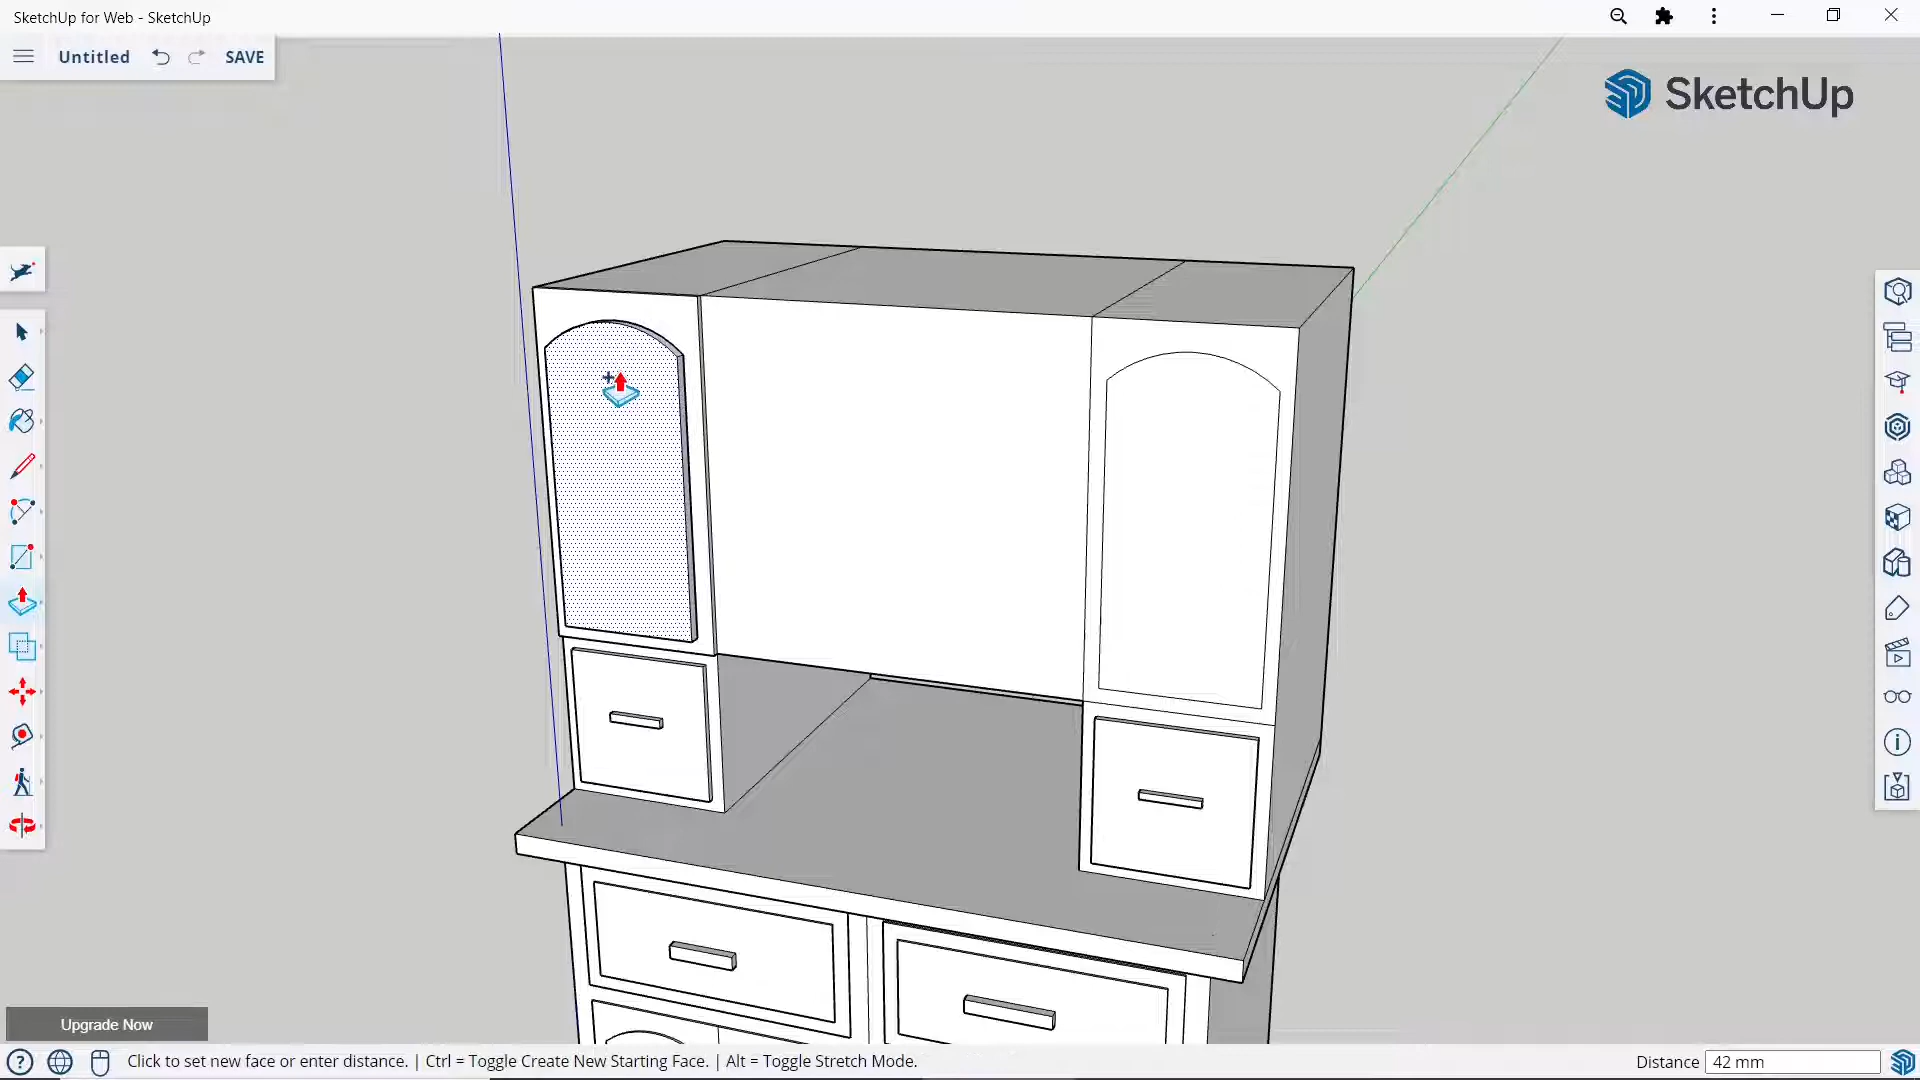 SketchUp for Web - SketchUp
Untitled
SAVE
SketchUp
Upgrade Now
Click to set new face or enter distance. | Ctrl = Toggle Create New Starting Face. | Alt = Toggle Stretch Mode.
Distance
42 mm